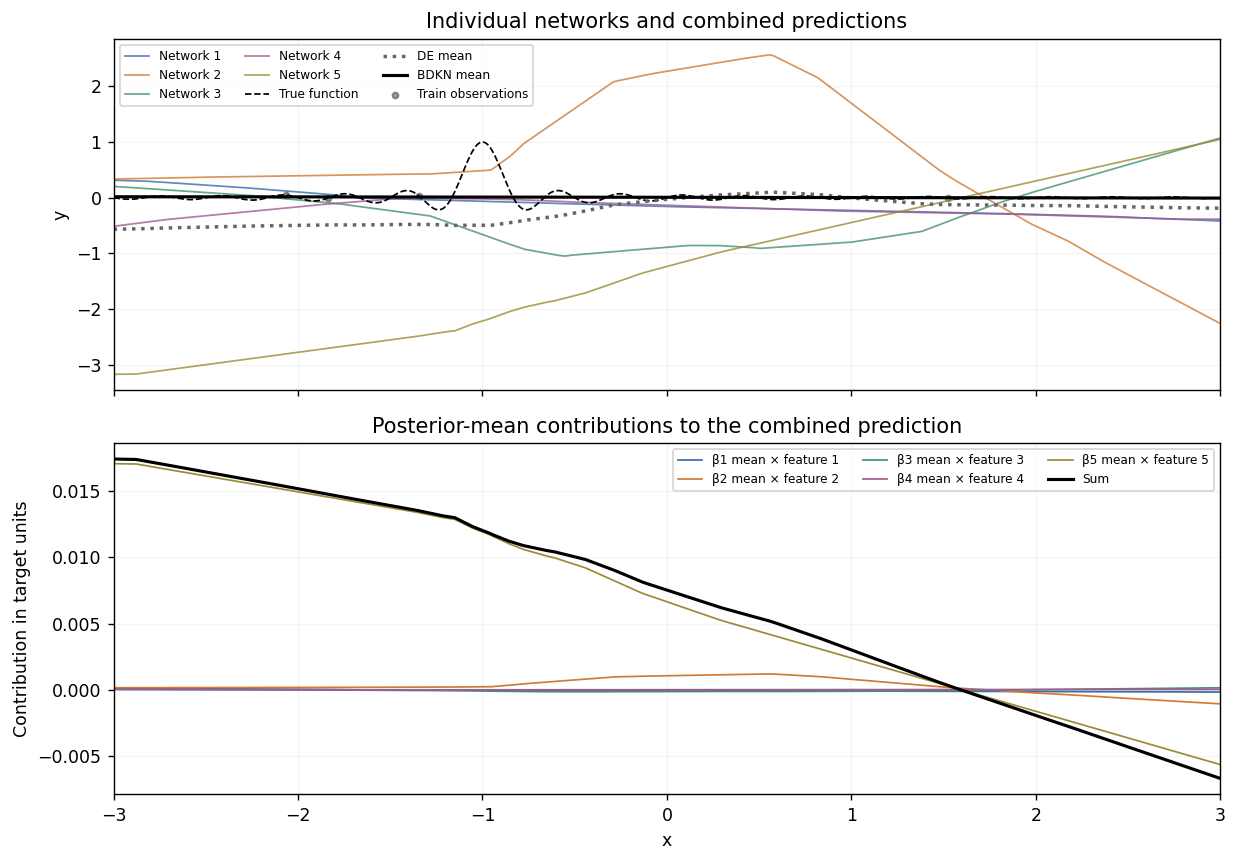 Individual networks and combined predictions
Network 1
Network 2
Network 3
Network 4
Network 5
True function
DE mean
BDKN mean
Train observations
y
2
1
0
−1
−2
−3
Posterior-mean contributions to the combined prediction
β1 mean × feature 1
β2 mean × feature 2
β3 mean × feature 3
β4 mean × feature 4
β5 mean × feature 5
Sum
Contribution in target units
0.015
0.010
0.005
0.000
−0.005
−3 −2 −1 0 1 2 3
x